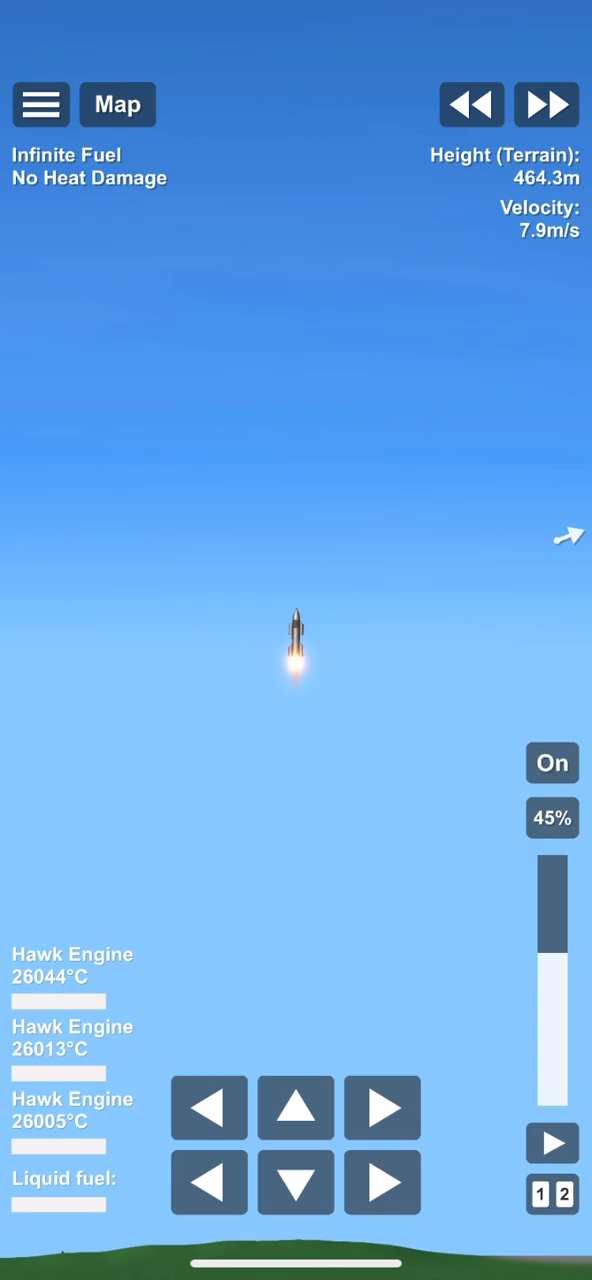 Map
Infinite Fuel
No Heat Damage
Height (Terrain):
464.3m
Velocity:
7.9m/s
On
45%
Hawk Engine
26044°C
Hawk Engine
26013°C
Hawk Engine
26005°C
Liquid fuel:
1 2